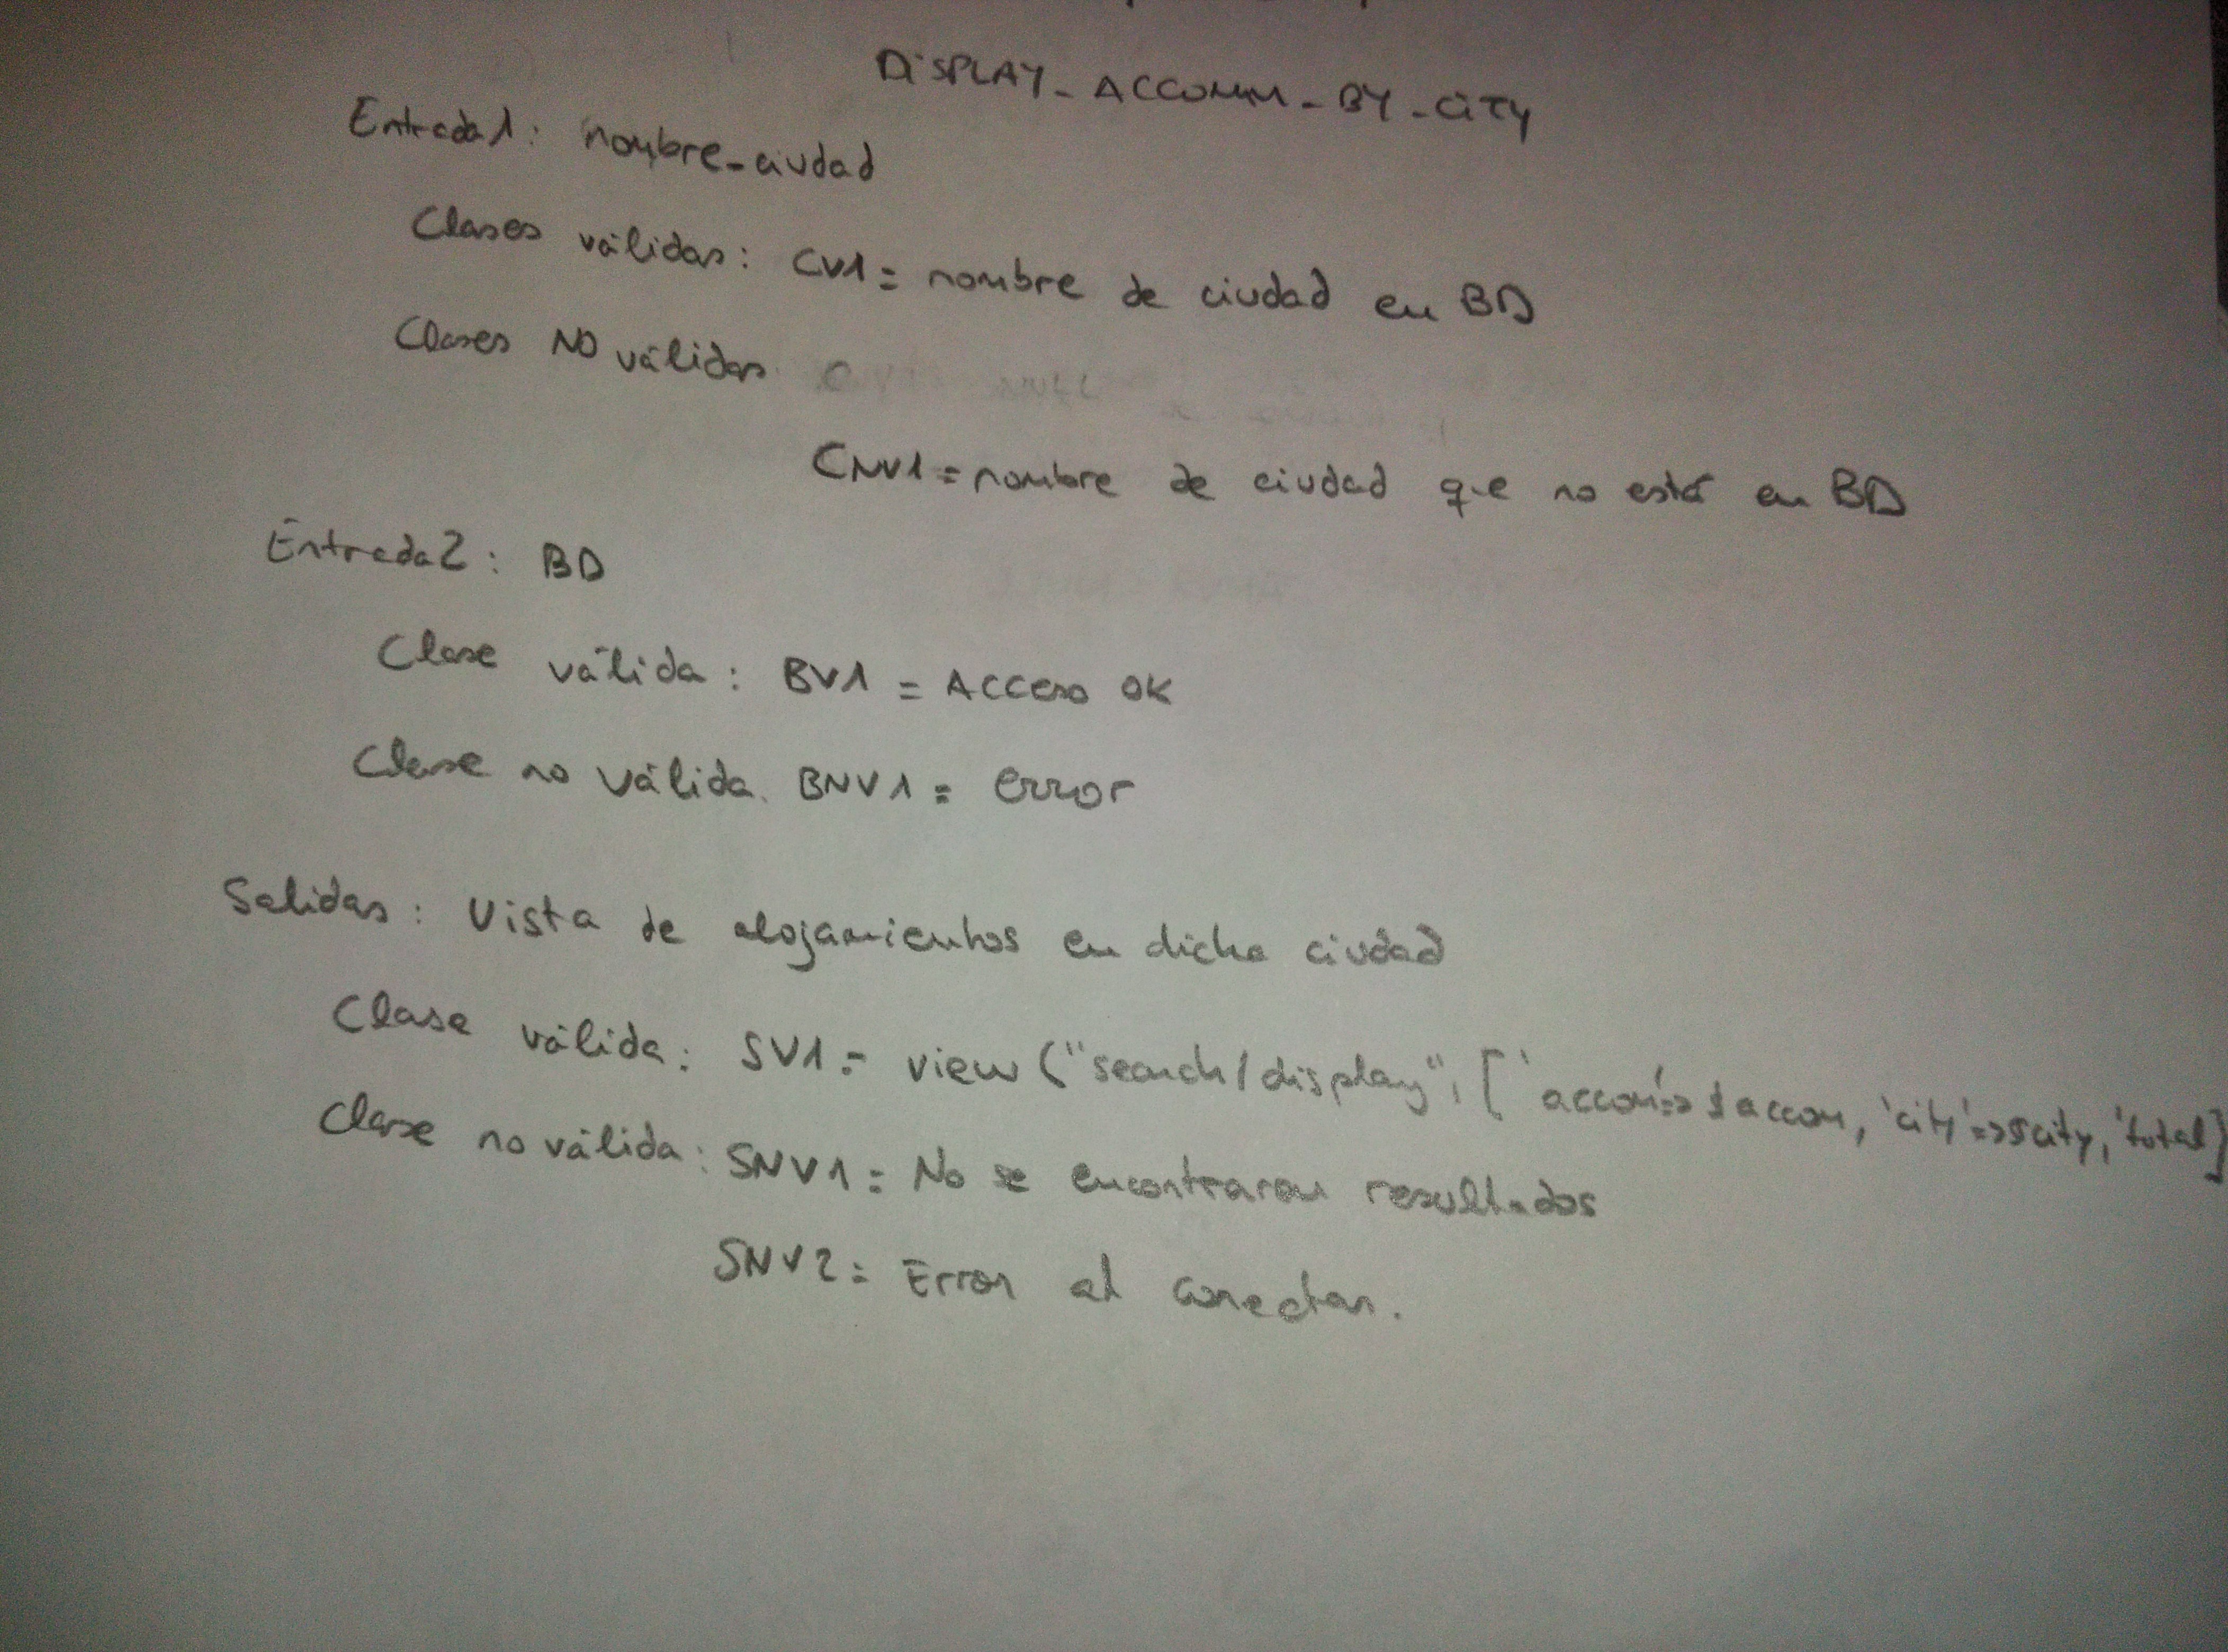 DISPLAY_ACCOMM_BY_CITY
Entrada1: nombre_ciudad
Clases válidas: CV1= nombre de ciudad en BD
Clases NO válidas
CNV1= nombre de ciudad que no está en BD
Entrada2: BD
Clase válida: BV1 = Acceso OK
Clase no válida. BNV1= error
Salidas: Vista de alojamientos en dicha ciudad
Clase válida: SV1= view ("search/display", ['accom'=>$accom, 'city'=>$city, 'total]
Clase no válida: SNV1= No se encontraron resultados
SNV2= Error al conectar.